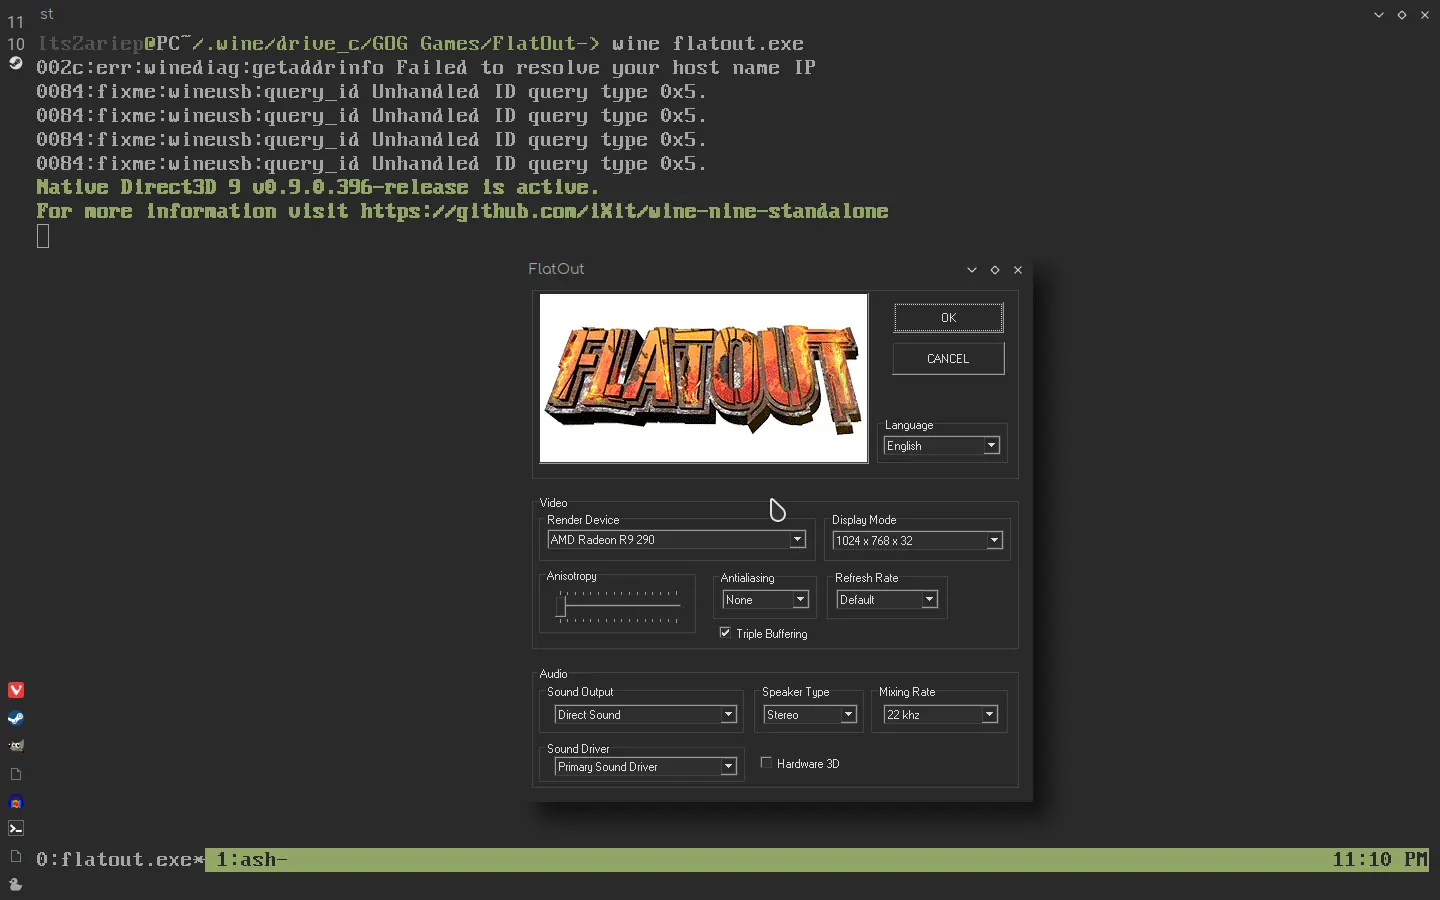 st
11
10
ItsZariep@PC~/.wine/drive_c/GOG Games/FlatOut-> wine flatout.exe
002c:err:winediag:getaddrinfo Failed to resolve your host name IP
0084:fixme:wineusb:query_id Unhandled ID query type 0x5.
0084:fixme:wineusb:query_id Unhandled ID query type 0x5.
0084:fixme:wineusb:query_id Unhandled ID query type 0x5.
0084:fixme:wineusb:query_id Unhandled ID query type 0x5.
Native Direct3D 9 v0.9.0.396-release is active.
For more information visit https://github.com/iXit/wine-nine-standalone
FlatOut
FLATOUT
OK
CANCEL
Language
English
Video
Render Device
AMD Radeon R9 290
Display Mode
1024 x 768 x 32
Anisotropy
Antialiasing
None
Refresh Rate
Default
Triple Buffering
Audio
Sound Output
Direct Sound
Speaker Type
Stereo
Mixing Rate
22 khz
Sound Driver
Primary Sound Driver
Hardware 3D
0:flatout.exe* 1:ash- 11:10 PM